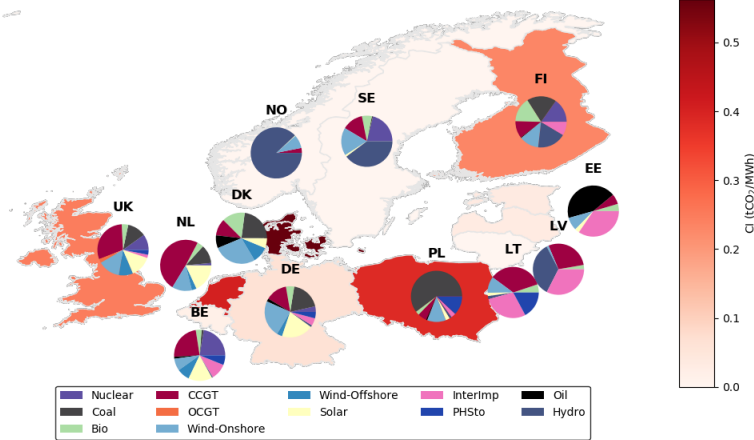 0.5
FI
SE
NO
EE
0.4
DK
UK
NL
LV
PL
LT
0.3
DE
BE
0.2
0.1
0.0
CI (tCO₂/MWh)
Nuclear CCGT Wind-Offshore InterImp Oil
Coal OCGT Solar PHSto Hydro
Bio Wind-Onshore